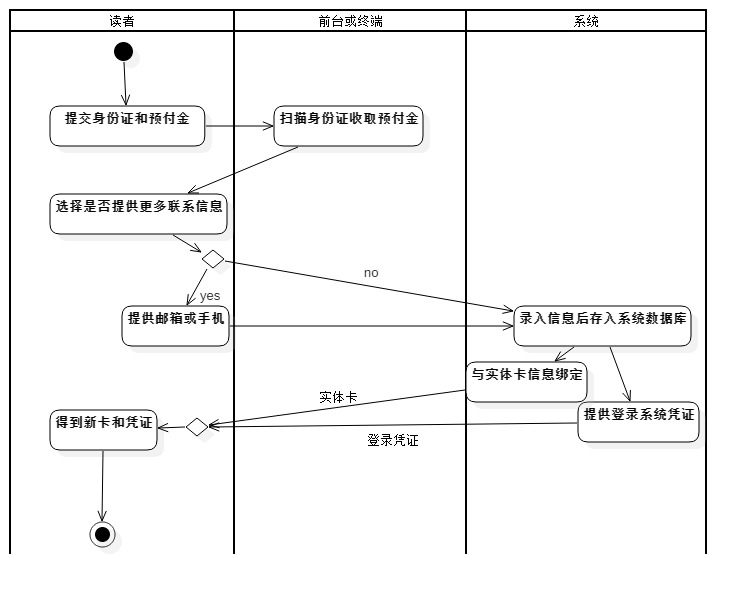 读者
前台或终端
系统
提交身份证和预付金
扫描身份证收取预付金
选择是否提供更多联系信息
no
yes
提供邮箱或手机
录入信息后存入系统数据库
与实体卡信息绑定
实体卡
得到新卡和凭证
提供登录系统凭证
登录凭证